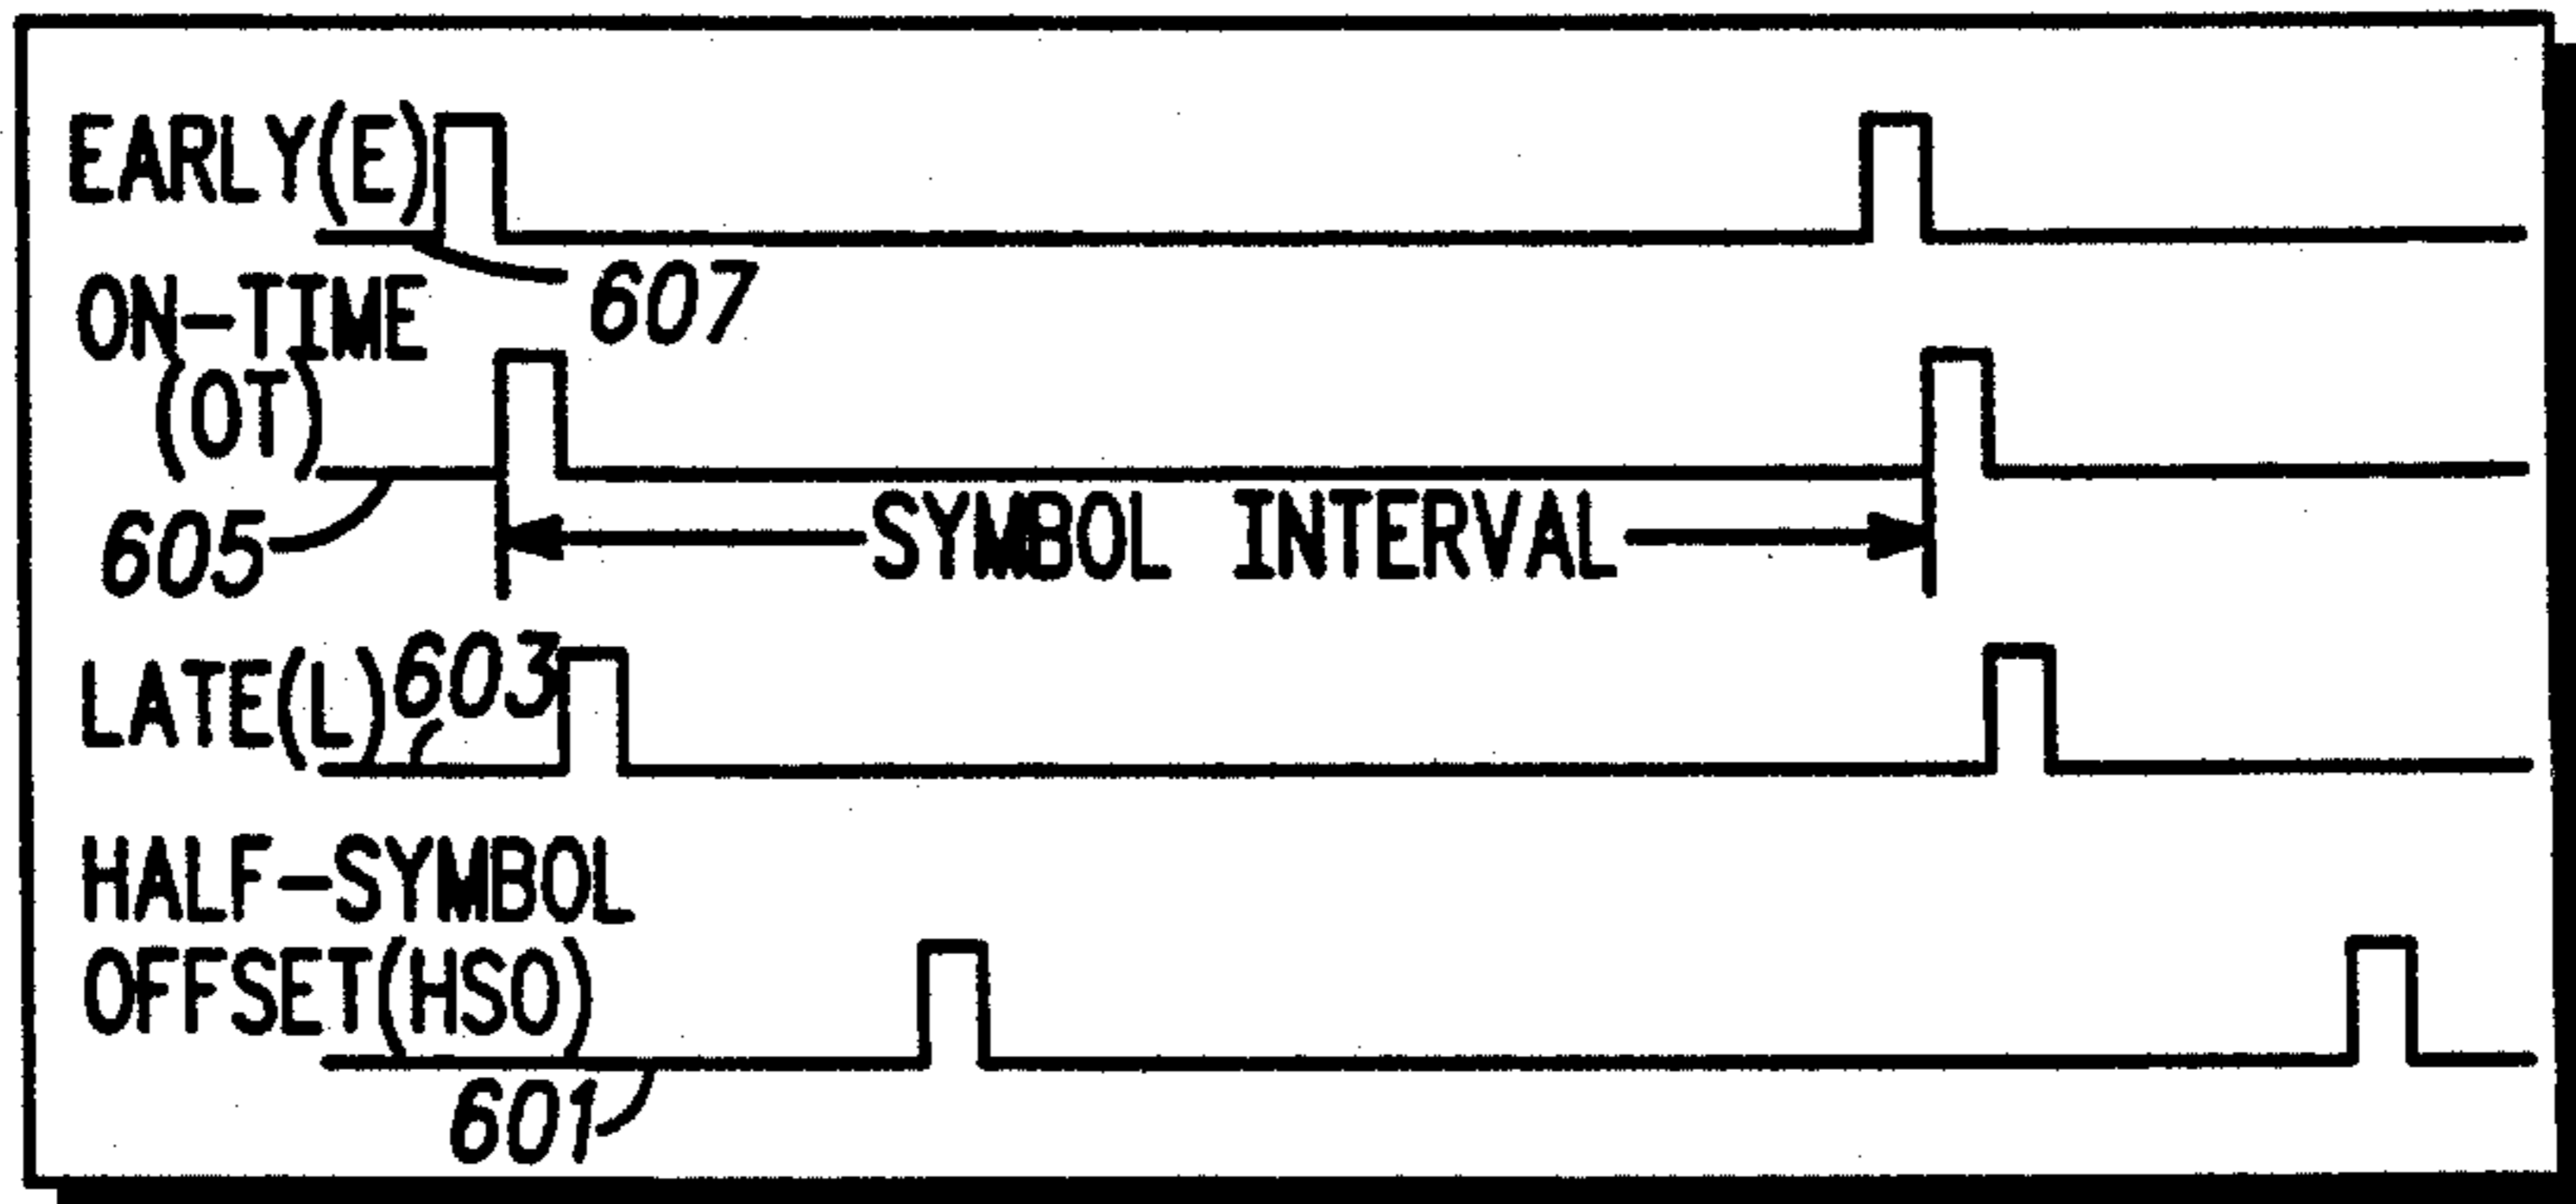 EARLY(E)
607
ON-TIME
(OT)
605
SYMBOL INTERVAL
LATE(L)
603
HALF-SYMBOL
OFFSET(HSO)
601